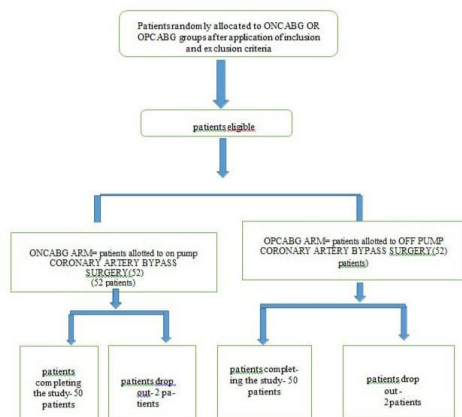 Patients randomly allocated to ONCABG OR
OPCABG groups after application of inclusion
and exclusion criteria
patients eligible
ONCABG ARM= patients allotted to on pump
CORONARY ARTERY BYPASS
SURGERY(52)
(52 patients)
OPCABG ARM= patients allotted to OFF PUMP
CORONARY ARTERY BYPASS SURGERY(52)
patients)
patients
completing
the study- 50
patients
patients drop
out- 2 pa-
tients
patients complet-
ing the study- 50
patients
patients drop
out -
2patients